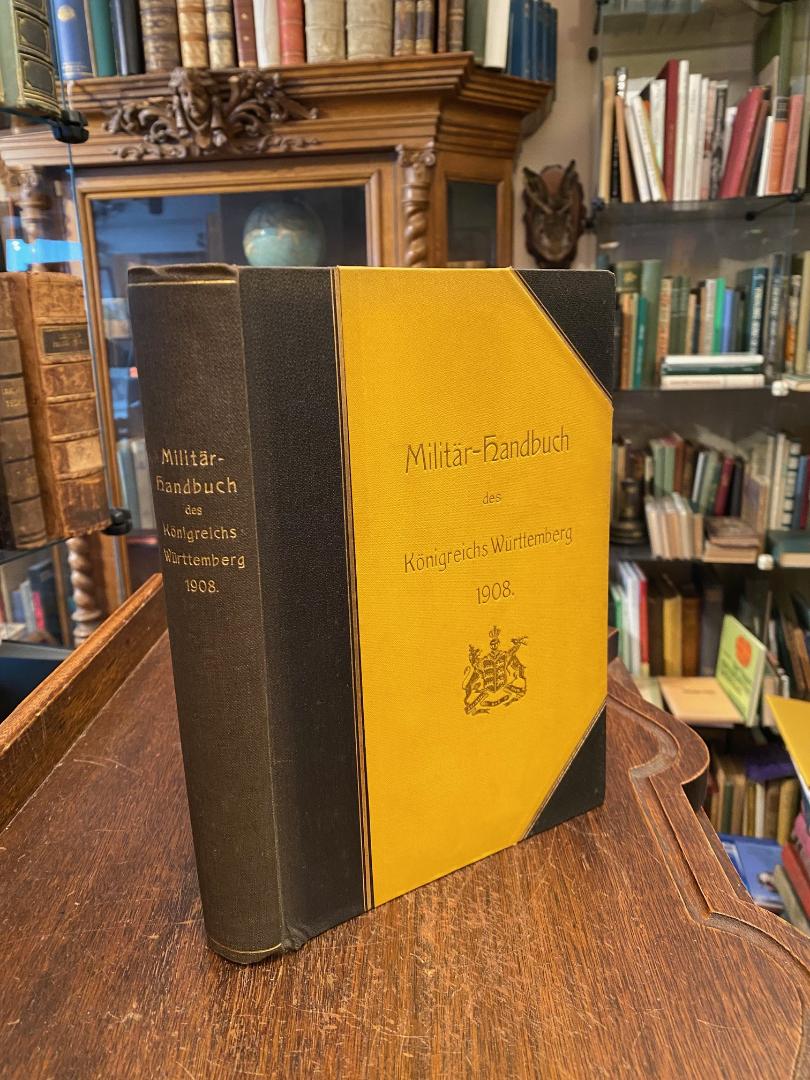 Militär-
Handbuch
des
Königreichs
Württemberg
1908.
Militär-Handbuch
des
Königreichs Württemberg
1908.